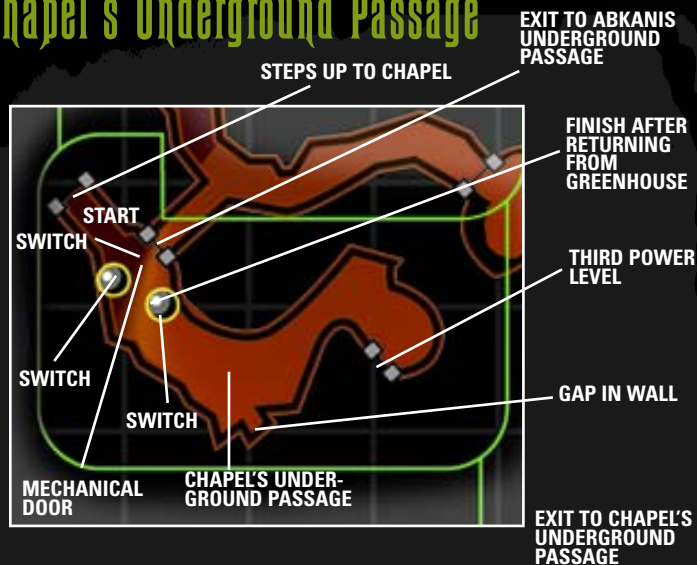 hapel's Underground Passage
EXIT TO ABKANIS
UNDERGROUND
PASSAGE
STEPS UP TO CHAPEL
FINISH AFTER
RETURNING
FROM
GREENHOUSE
START
SWITCH
THIRD POWER
LEVEL
SWITCH
GAP IN WALL
SWITCH
MECHANICAL
DOOR
CHAPEL'S UNDER-
GROUND PASSAGE
EXIT TO CHAPEL'S
UNDERGROUND
PASSAGE